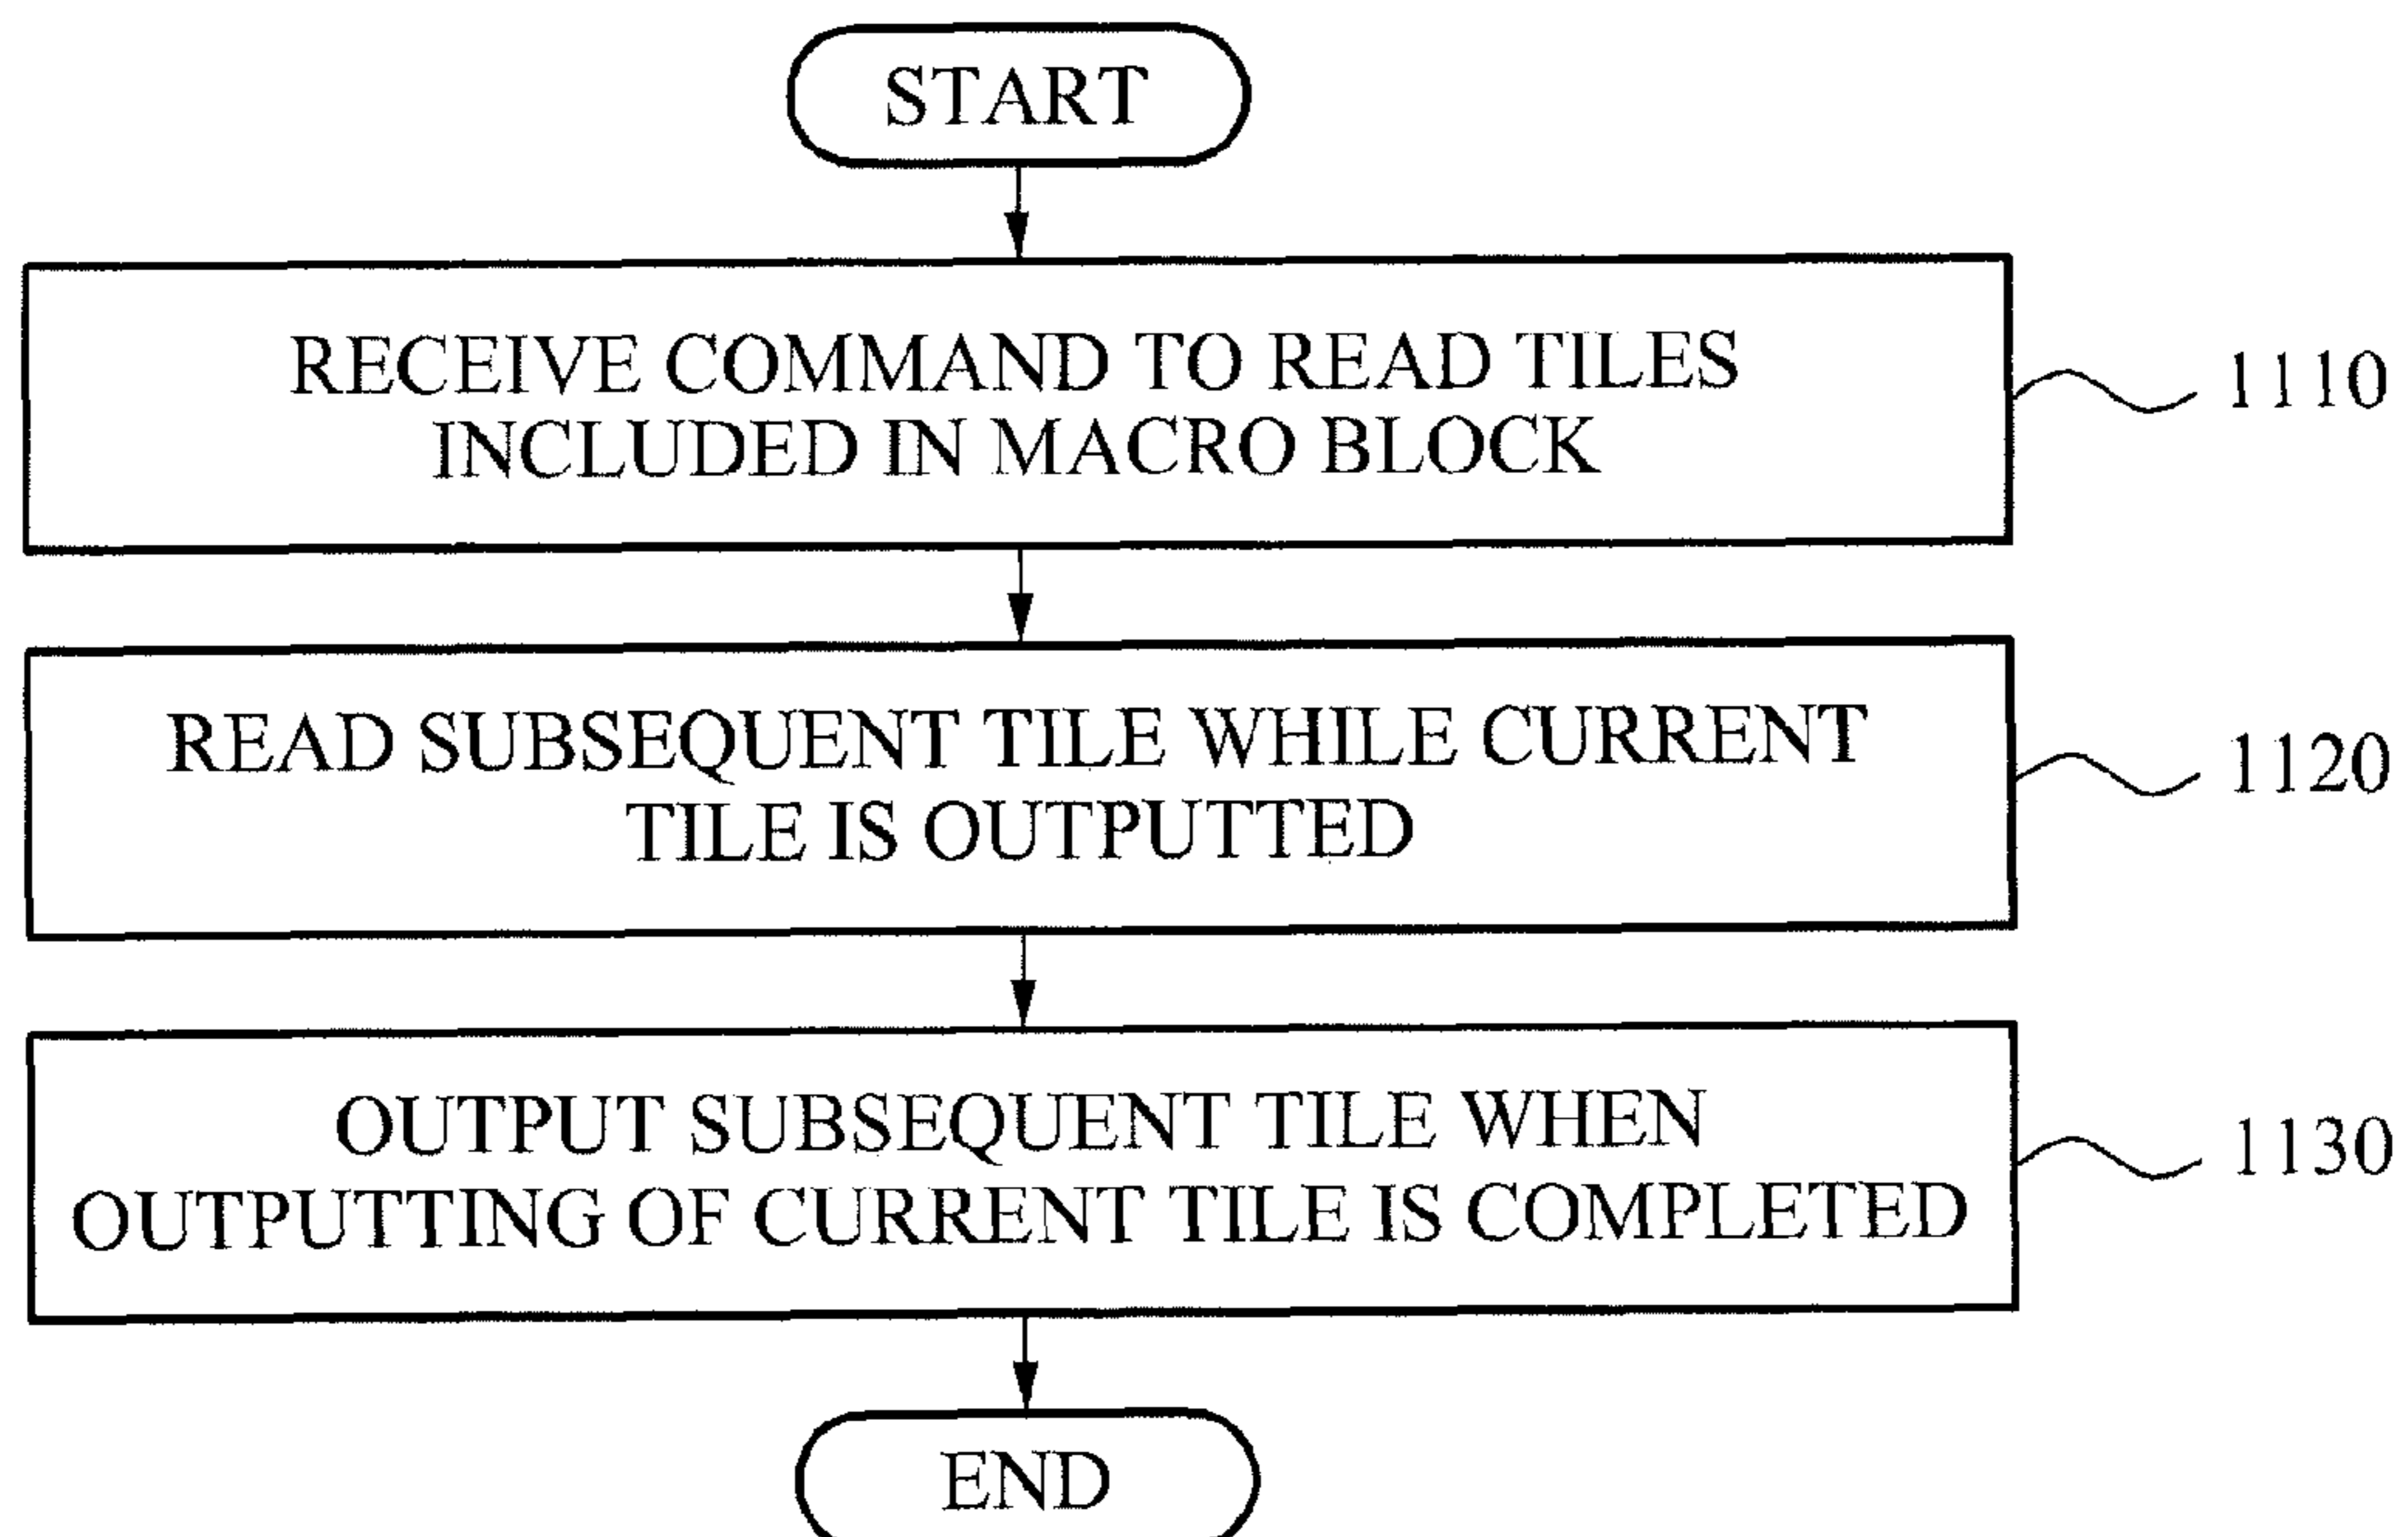 START
RECEIVE COMMAND TO READ TILES
INCLUDED IN MACRO BLOCK
1110
READ SUBSEQUENT TILE WHILE CURRENT
TILE IS OUTPUTTED
1120
OUTPUT SUBSEQUENT TILE WHEN
OUTPUTTING OF CURRENT TILE IS COMPLETED
1130
END